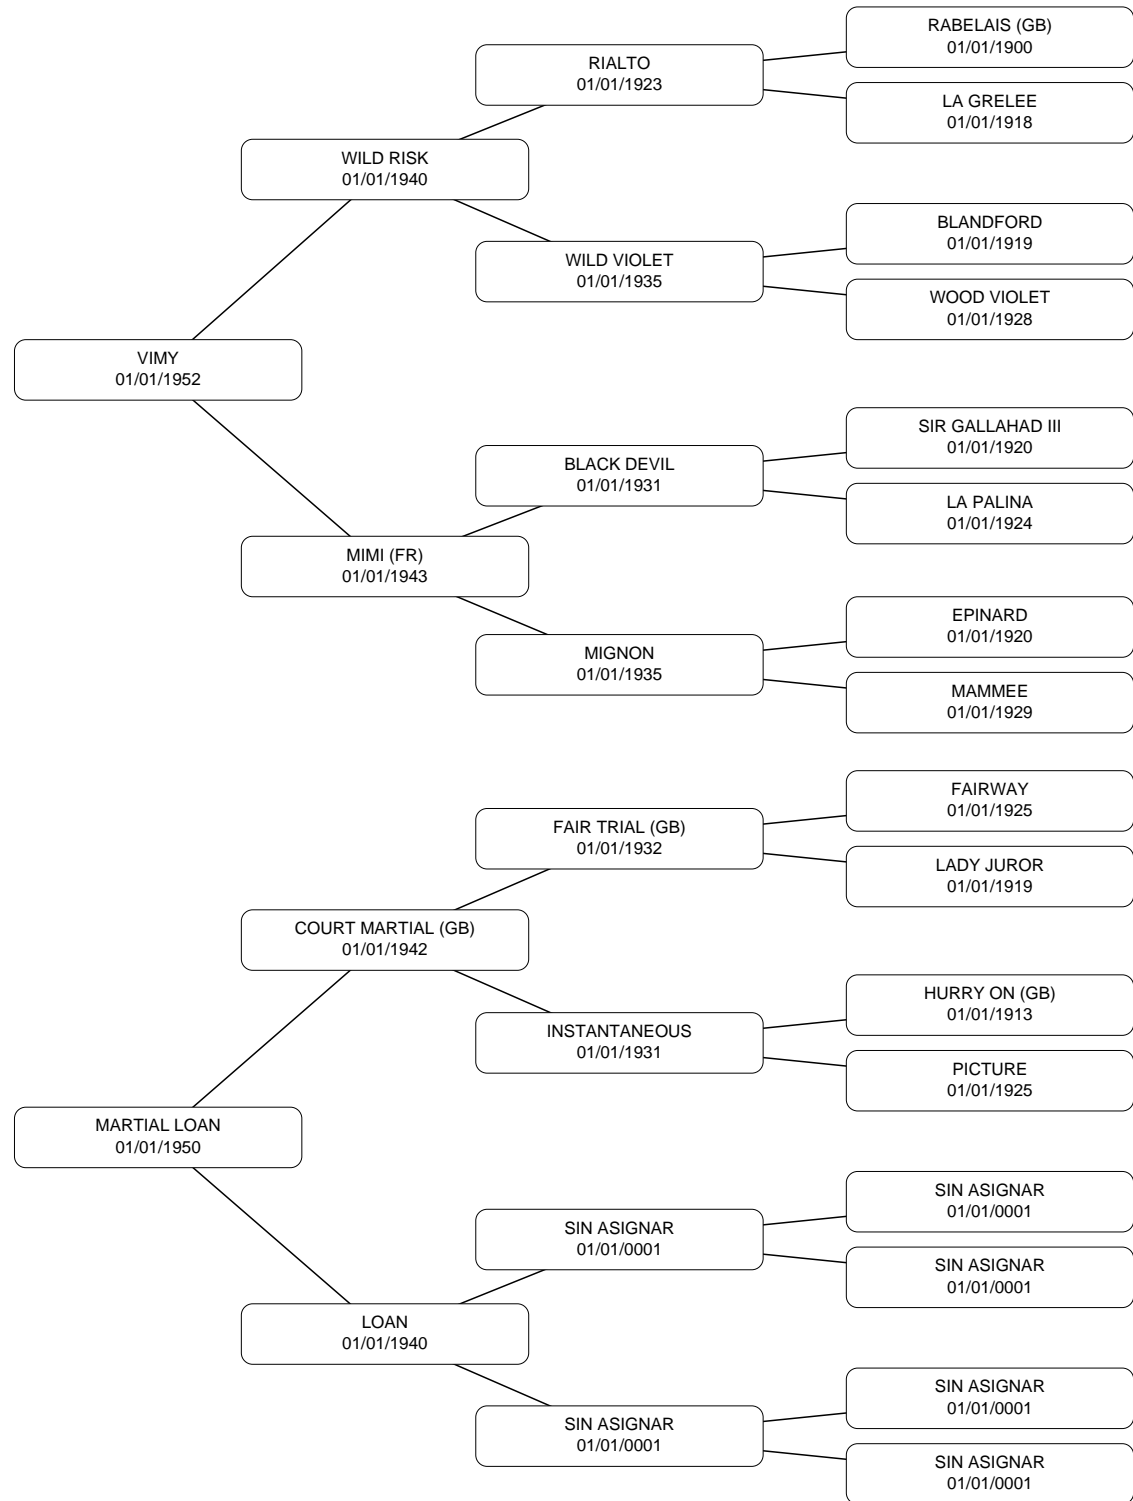 RABELAIS (GB)
01/01/1900
RIALTO
01/01/1923
LA GRELEE
01/01/1918
WILD RISK
01/01/1940
BLANDFORD
01/01/1919
WILD VIOLET
01/01/1935
WOOD VIOLET
01/01/1928
VIMY
01/01/1952
SIR GALLAHAD III
01/01/1920
BLACK DEVIL
01/01/1931
LA PALINA
01/01/1924
MIMI (FR)
01/01/1943
EPINARD
01/01/1920
MIGNON
01/01/1935
MAMMEE
01/01/1929
FAIRWAY
01/01/1925
FAIR TRIAL (GB)
01/01/1932
LADY JUROR
01/01/1919
COURT MARTIAL (GB)
01/01/1942
HURRY ON (GB)
01/01/1913
INSTANTANEOUS
01/01/1931
PICTURE
01/01/1925
MARTIAL LOAN
01/01/1950
SIN ASIGNAR
01/01/0001
SIN ASIGNAR
01/01/0001
SIN ASIGNAR
01/01/0001
LOAN
01/01/1940
SIN ASIGNAR
01/01/0001
SIN ASIGNAR
01/01/0001
SIN ASIGNAR
01/01/0001